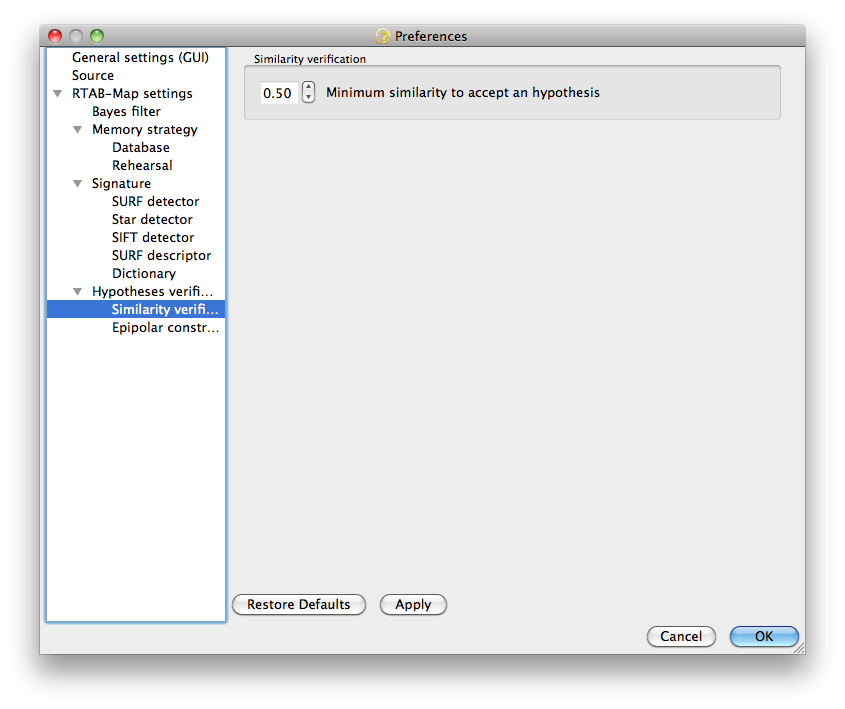 Preferences
General settings (GUI)
Source
RTAB-Map settings
Bayes filter
Memory strategy
Database
Rehearsal
Signature
SURF detector
Star detector
SIFT detector
SURF descriptor
Dictionary
Hypotheses verifi...
Similarity verifi...
Epipolar constr...
Similarity verification
0.50 Minimum similarity to accept an hypothesis
Restore Defaults Apply
Cancel OK